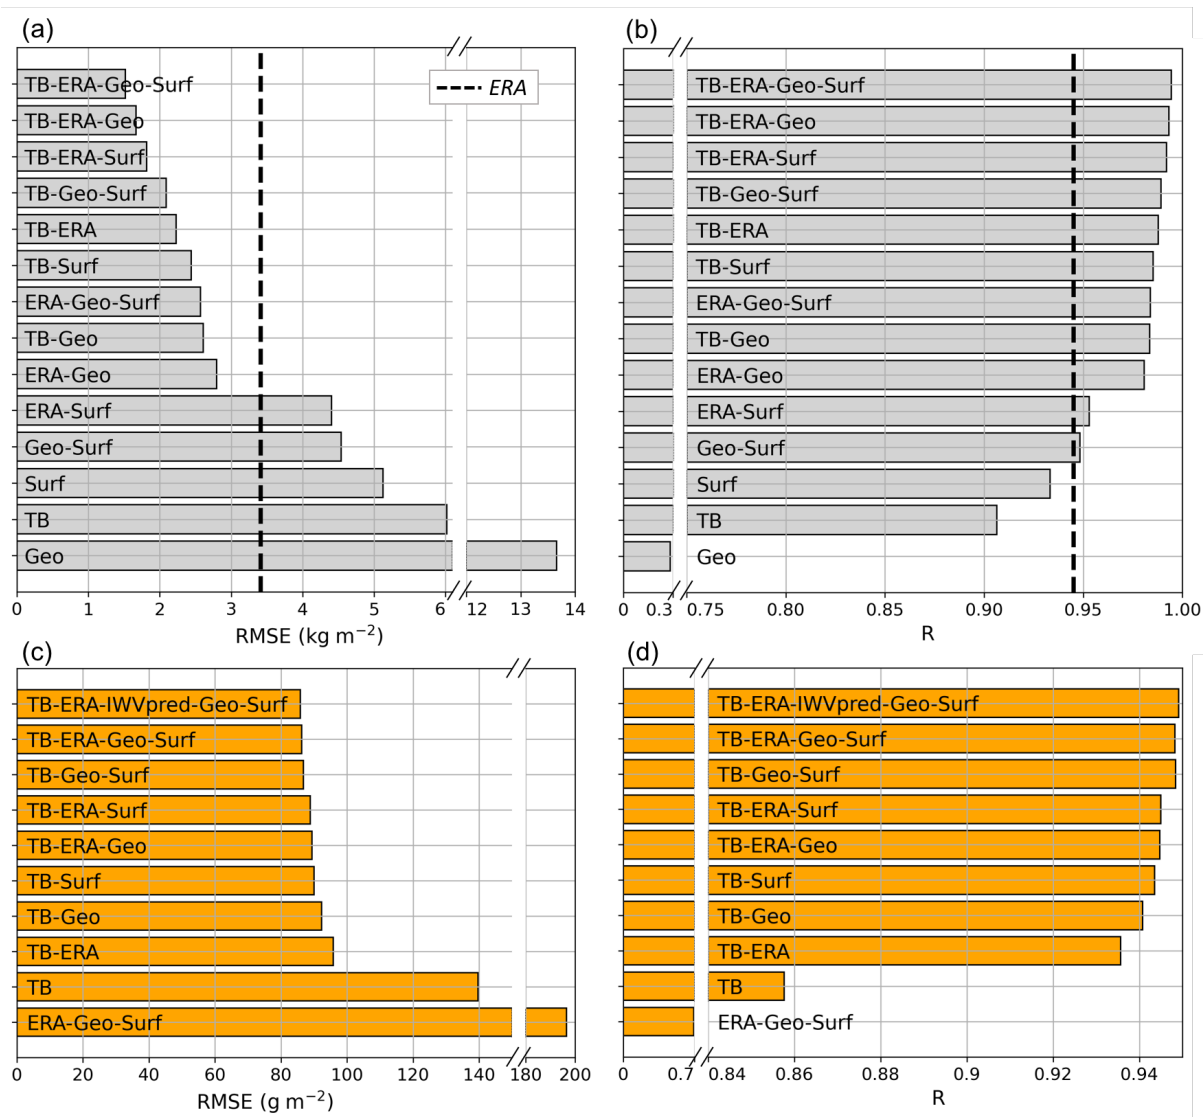 (a)
TB-ERA-Geo-Surf
TB-ERA-Geo
TB-ERA-Surf
TB-Geo-Surf
TB-ERA
TB-Surf
ERA-Geo-Surf
TB-Geo
ERA-Geo
ERA-Surf
Geo-Surf
Surf
TB
Geo
ERA
0 1 2 3 4 5 6 12 13 14
RMSE (kg m−2)
(b)
TB-ERA-Geo-Surf
TB-ERA-Geo
TB-ERA-Surf
TB-Geo-Surf
TB-ERA
TB-Surf
ERA-Geo-Surf
TB-Geo
ERA-Geo
ERA-Surf
Geo-Surf
Surf
TB
Geo
0 0.3 0.75 0.80 0.85 0.90 0.95 1.00
R
(c)
TB-ERA-IWVpred-Geo-Surf
TB-ERA-Geo-Surf
TB-Geo-Surf
TB-ERA-Surf
TB-ERA-Geo
TB-Surf
TB-Geo
TB-ERA
TB
ERA-Geo-Surf
0 20 40 60 80 100 120 140 180 200
RMSE (g m−2)
(d)
TB-ERA-IWVpred-Geo-Surf
TB-ERA-Geo-Surf
TB-Geo-Surf
TB-ERA-Surf
TB-ERA-Geo
TB-Surf
TB-Geo
TB-ERA
TB
ERA-Geo-Surf
0 0.7 0.84 0.86 0.88 0.9 0.92 0.94
R